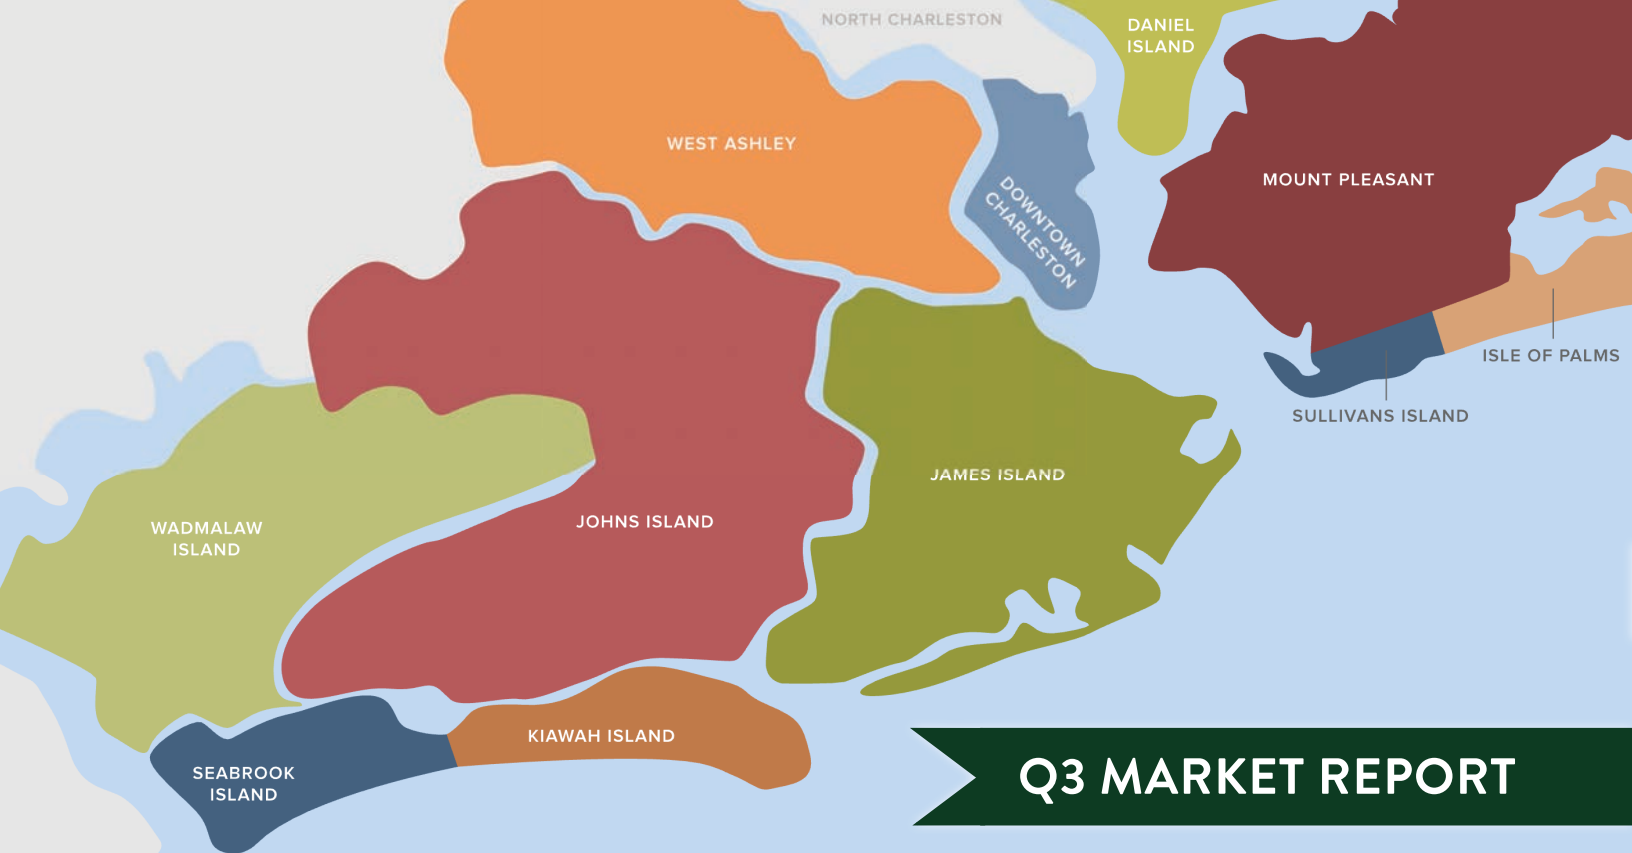 NORTH CHARLESTON
DANIEL
ISLAND
WEST ASHLEY
MOUNT PLEASANT
DOWNTOWN
CHARLESTON
ISLE OF PALMS
SULLIVANS ISLAND
JAMES ISLAND
JOHNS ISLAND
WADMALAW
ISLAND
KIAWAH ISLAND
SEABROOK
ISLAND
Q3 MARKET REPORT